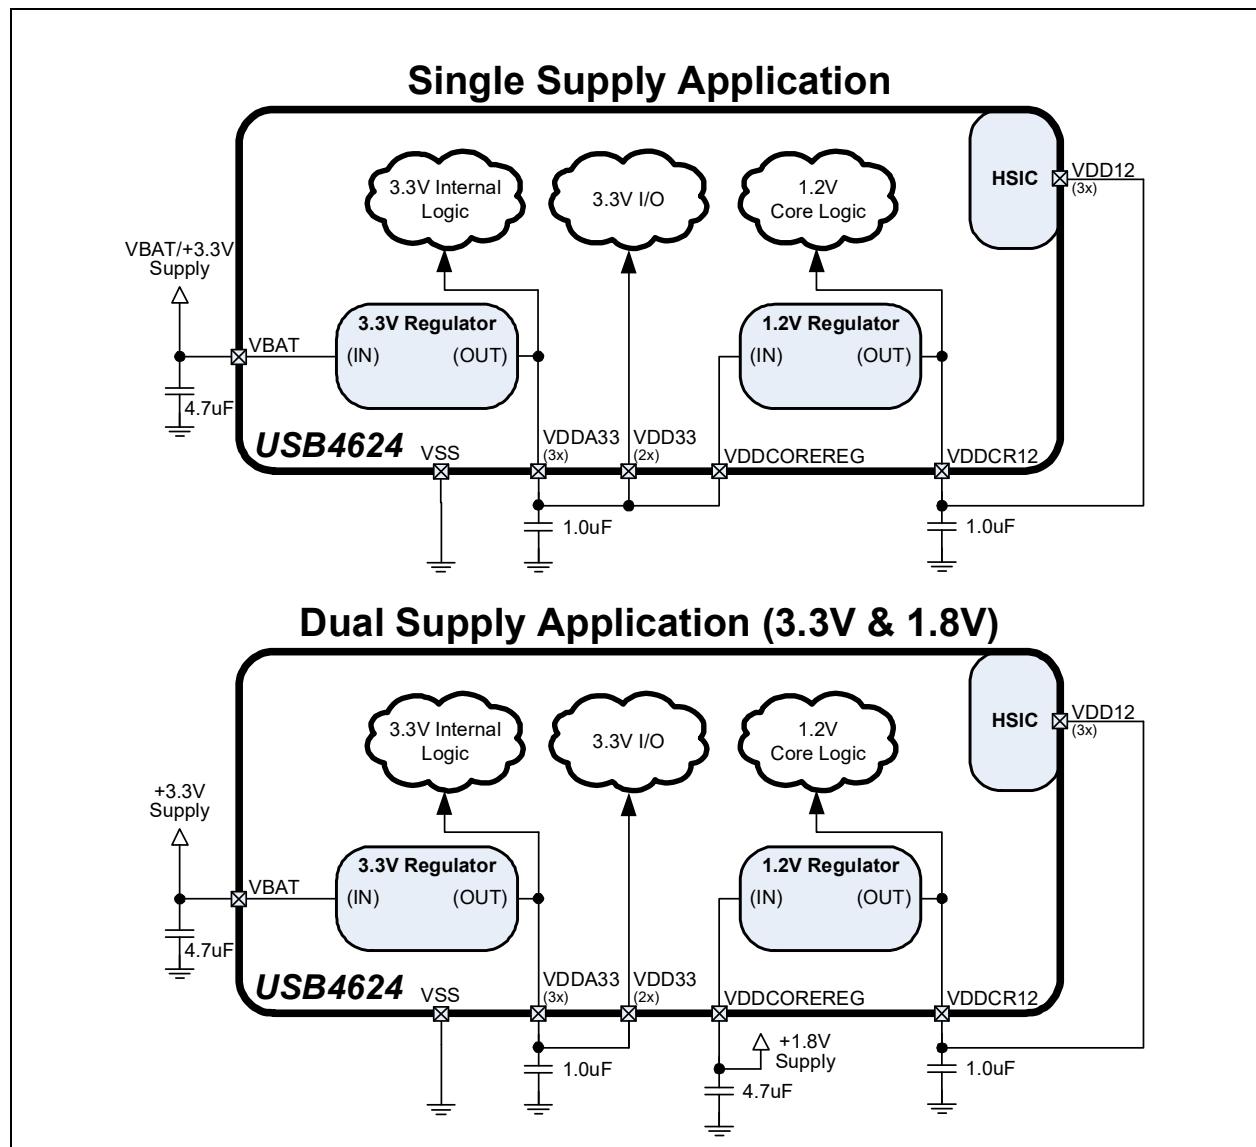 Single Supply Application
3.3V Internal
Logic
3.3V I/O
1.2V
Core Logic
HSIC
VDD12
(3x)
VBAT/+3.3V
Supply
3.3V Regulator
1.2V Regulator
VBAT
(IN)
(OUT)
(IN)
(OUT)
4.7uF
USB4624
VSS
VDDA33
(3x)
VDD33
(2x)
VDDCOREREG
VDDCR12
1.0uF
1.0uF
Dual Supply Application (3.3V & 1.8V)
3.3V Internal
Logic
3.3V I/O
1.2V
Core Logic
HSIC
VDD12
(3x)
+3.3V
Supply
3.3V Regulator
1.2V Regulator
VBAT
(IN)
(OUT)
(IN)
(OUT)
4.7uF
USB4624
VSS
VDDA33
(3x)
VDD33
(2x)
VDDCOREREG
VDDCR12
+1.8V
Supply
1.0uF
4.7uF
1.0uF